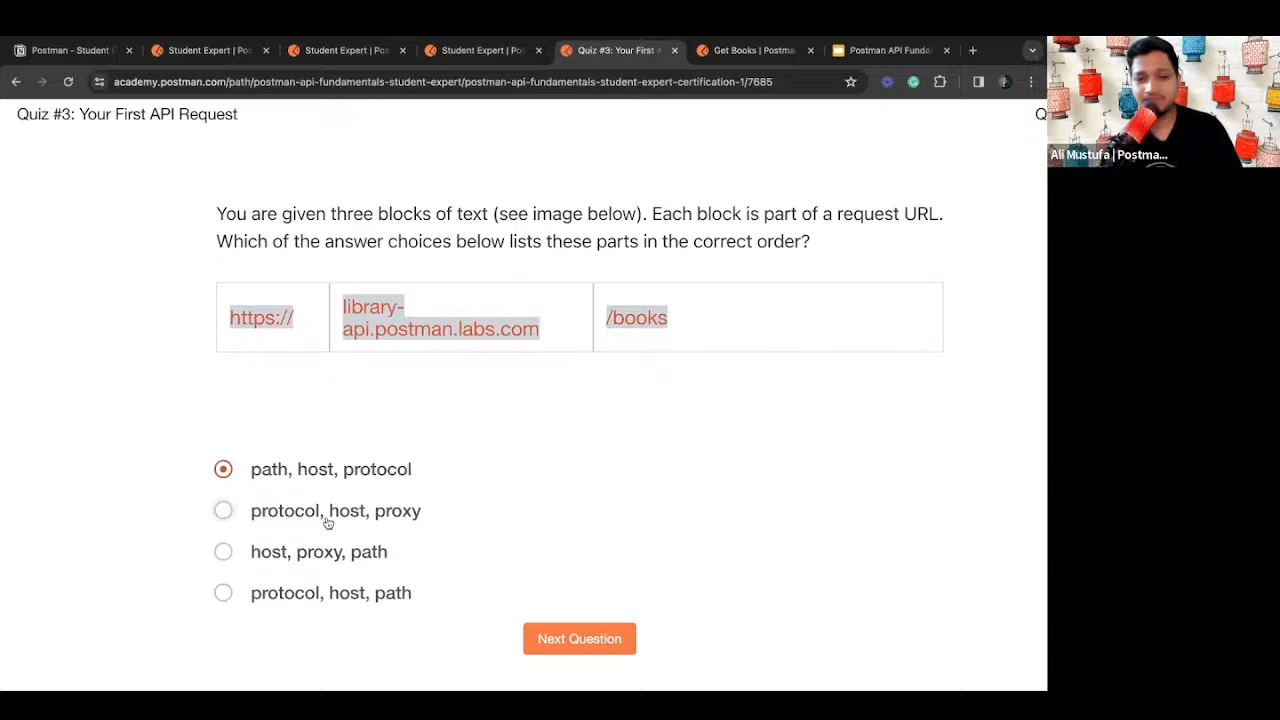 Postman - Student E
Student Expert | Pos
Student Expert | Pos
Student Expert | Pos
Quiz #3: Your First A
Get Books | Postman
Postman API Funda
academy.postman.com/path/postman-api-fundamentals-student-expert/postman-api-fundamentals-student-expert-certification-1/7685
Quiz #3: Your First API Request
Q
Ali Mustufa | Postma...
You are given three blocks of text (see image below). Each block is part of a request URL.
Which of the answer choices below lists these parts in the correct order?
https://
library-
api.postman.labs.com
/books
path, host, protocol
protocol, host, proxy
host, proxy, path
protocol, host, path
Next Question